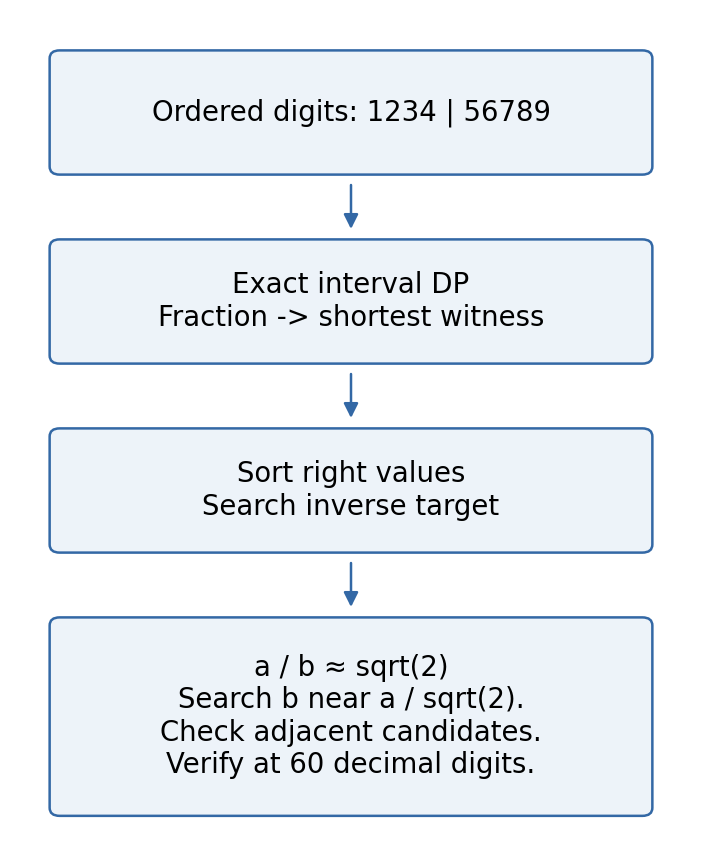 Ordered digits: 1234 | 56789
Exact interval DP
Fraction -> shortest witness
Sort right values
Search inverse target
a / b ≈ sqrt(2)
Search b near a / sqrt(2).
Check adjacent candidates.
Verify at 60 decimal digits.